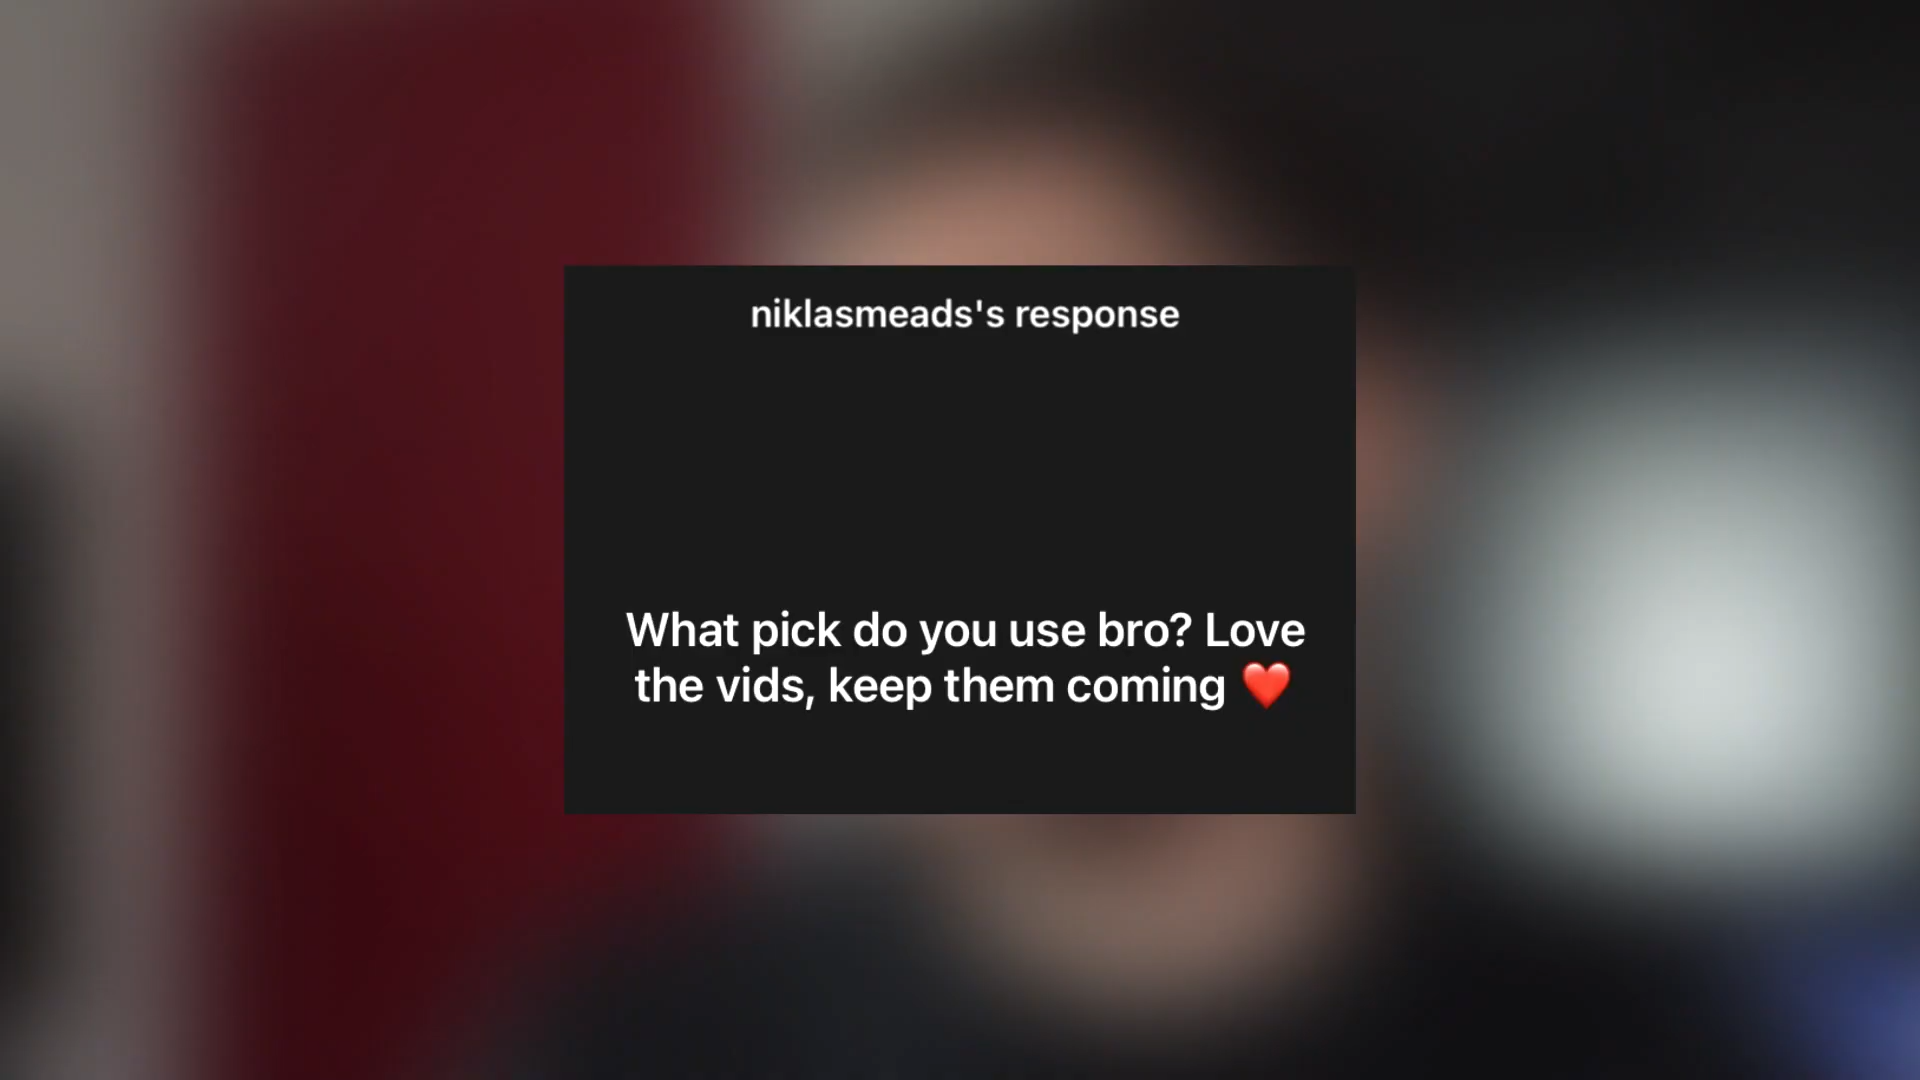 niklasmeads's response
What pick do you use bro? Love
the vids, keep them coming ❤️